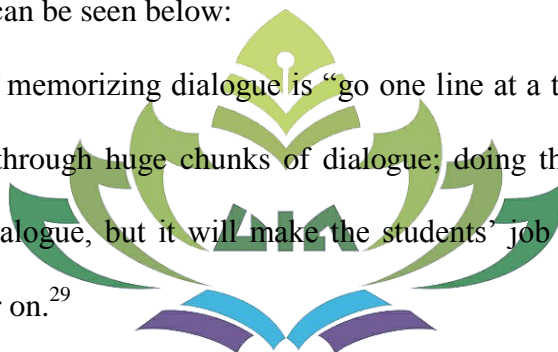 can be seen below:
memorizing dialogue is “go one line at a t
through huge chunks of dialogue; doing th
alogue, but it will make the students’ job
r on.29